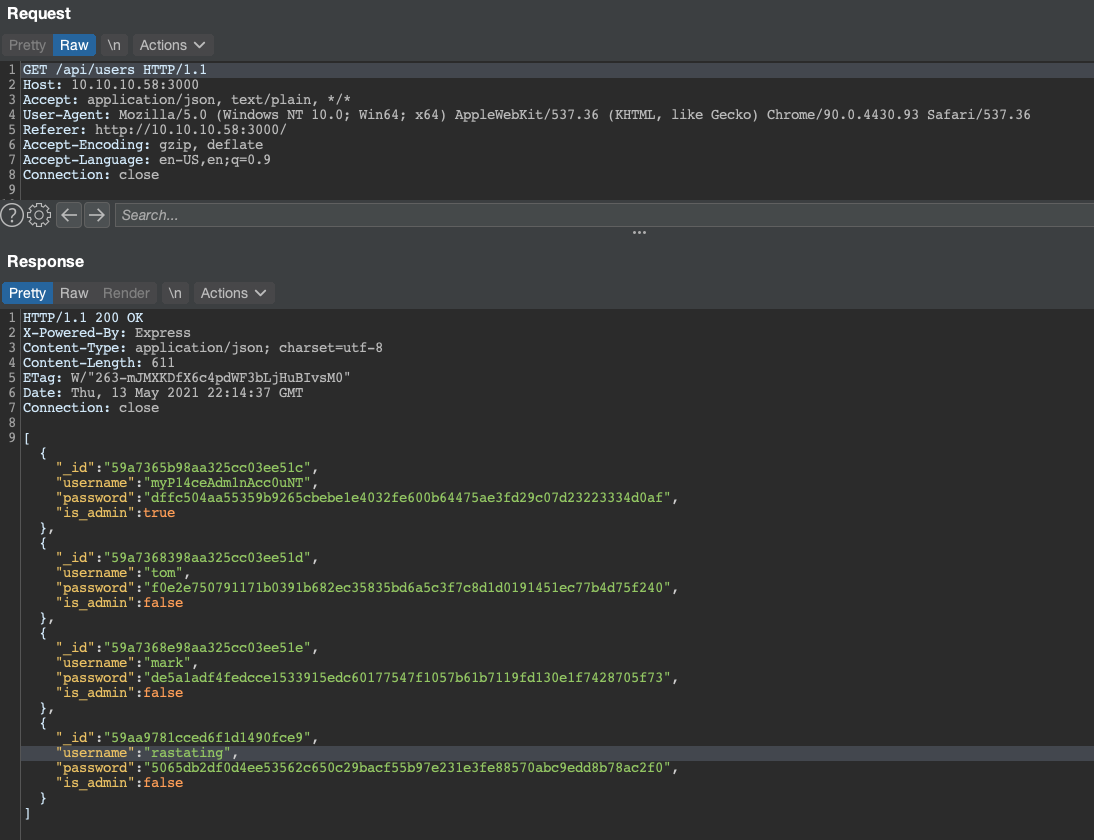 Request
Pretty Raw \n Actions
1 GET /api/users HTTP/1.1
2 Host: 10.10.10.58:3000
3 Accept: application/json, text/plain, */*
4 User-Agent: Mozilla/5.0 (Windows NT 10.0; Win64; x64) AppleWebKit/537.36 (KHTML, like Gecko) Chrome/90.0.4430.93 Safari/537.36
5 Referer: http://10.10.10.58:3000/
6 Accept-Encoding: gzip, deflate
7 Accept-Language: en-US,en;q=0.9
8 Connection: close
9
? Search...
Response
Pretty Raw Render \n Actions
1 HTTP/1.1 200 OK
2 X-Powered-By: Express
3 Content-Type: application/json; charset=utf-8
4 Content-Length: 611
5 ETag: W/"263-mJMXKDfX6c4pdWF3bLjHuBIvsM0"
6 Date: Thu, 13 May 2021 22:14:37 GMT
7 Connection: close
8
9 [
{
"_id":"59a7365b98aa325cc03ee51c",
"username":"myP14ceAdm1nAcc0uNT",
"password":"dffc504aa55359b9265cbebe1e4032fe600b64475ae3fd29c07d23223334d0af",
"is_admin":true
},
{
"_id":"59a7368398aa325cc03ee51d",
"username":"tom",
"password":"f0e2e750791171b0391b682ec35835bd6a5c3f7c8d1d0191451ec77b4d75f240",
"is_admin":false
},
{
"_id":"59a7368e98aa325cc03ee51e",
"username":"mark",
"password":"de5a1adf4fedcce1533915edc60177547f1057b61b7119fd130e1f7428705f73",
"is_admin":false
},
{
"_id":"59aa9781cced6f1d1490fce9",
"username":"rastating",
"password":"5065db2df0d4ee53562c650c29bacf55b97e231e3fe88570abc9edd8b78ac2f0",
"is_admin":false
}
]